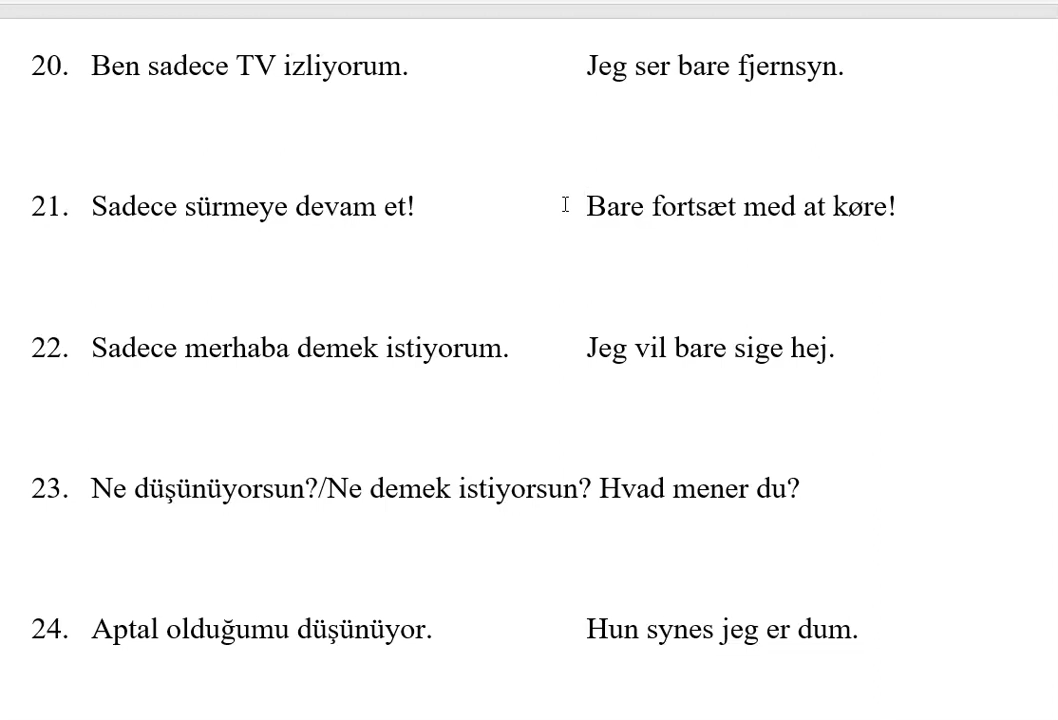 20. Ben sadece TV izliyorum. Jeg ser bare fjernsyn.
21. Sadece sürmeye devam et! Bare fortsæt med at køre!
22. Sadece merhaba demek istiyorum. Jeg vil bare sige hej.
23. Ne düşünüyorsun?/Ne demek istiyorsun? Hvad mener du?
24. Aptal olduğumu düşünüyor. Hun synes jeg er dum.